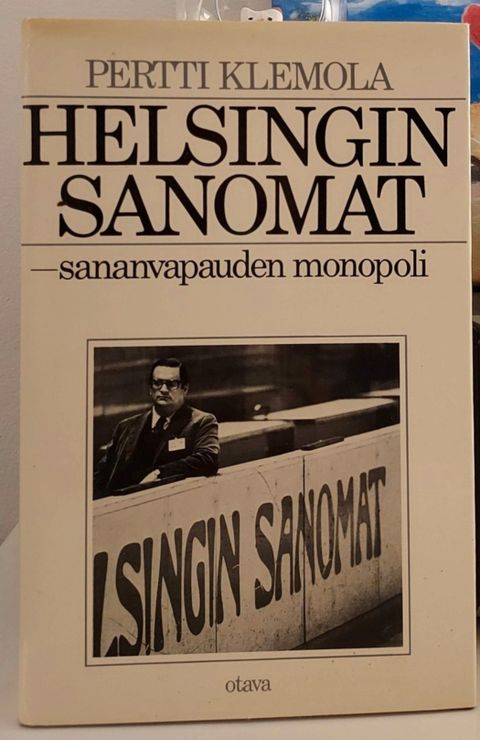 PERTTI KLEMOLA
HELSINGIN
SANOMAT
—sananvapauden monopoli
LSINGIN SANOMAT
otava